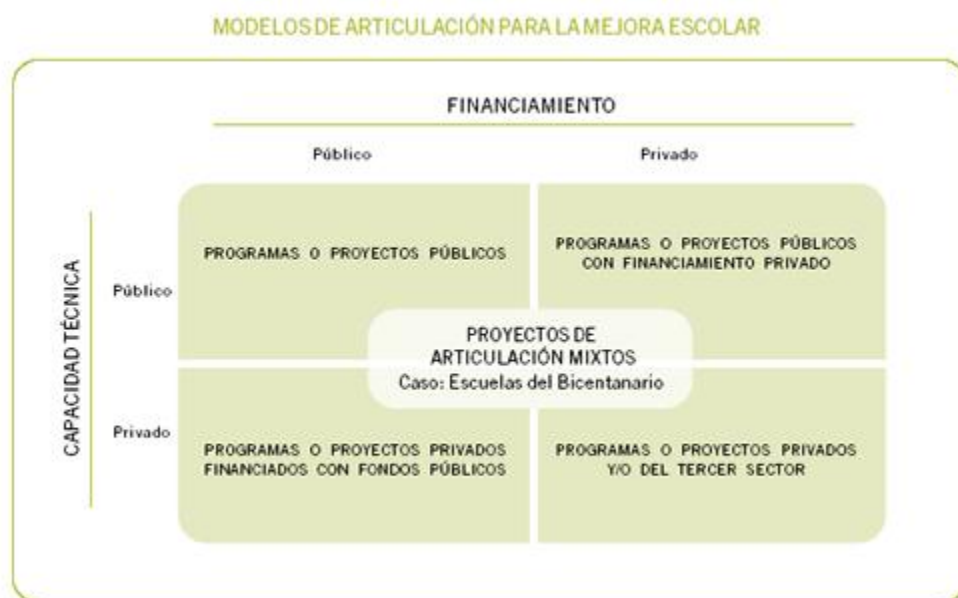 MODELOS DE ARTICULACIÓN PARA LA MEJORA ESCOLAR
FINANCIAMIENTO
Público
Privado
CAPACIDAD TÉCNICA
Público
PROGRAMAS O PROYECTOS PÚBLICOS
PROGRAMAS O PROYECTOS PÚBLICOS
CON FINANCIAMIENTO PRIVADO
PROYECTOS DE
ARTICULACIÓN MIXTOS
Caso: Escuelas del Bicentanario
Privado
PROGRAMAS O PROYECTOS PRIVADOS
FINANCIADOS CON FONDOS PÚBLICOS
PROGRAMAS O PROYECTOS PRIVADOS
Y/O DEL TERCER SECTOR